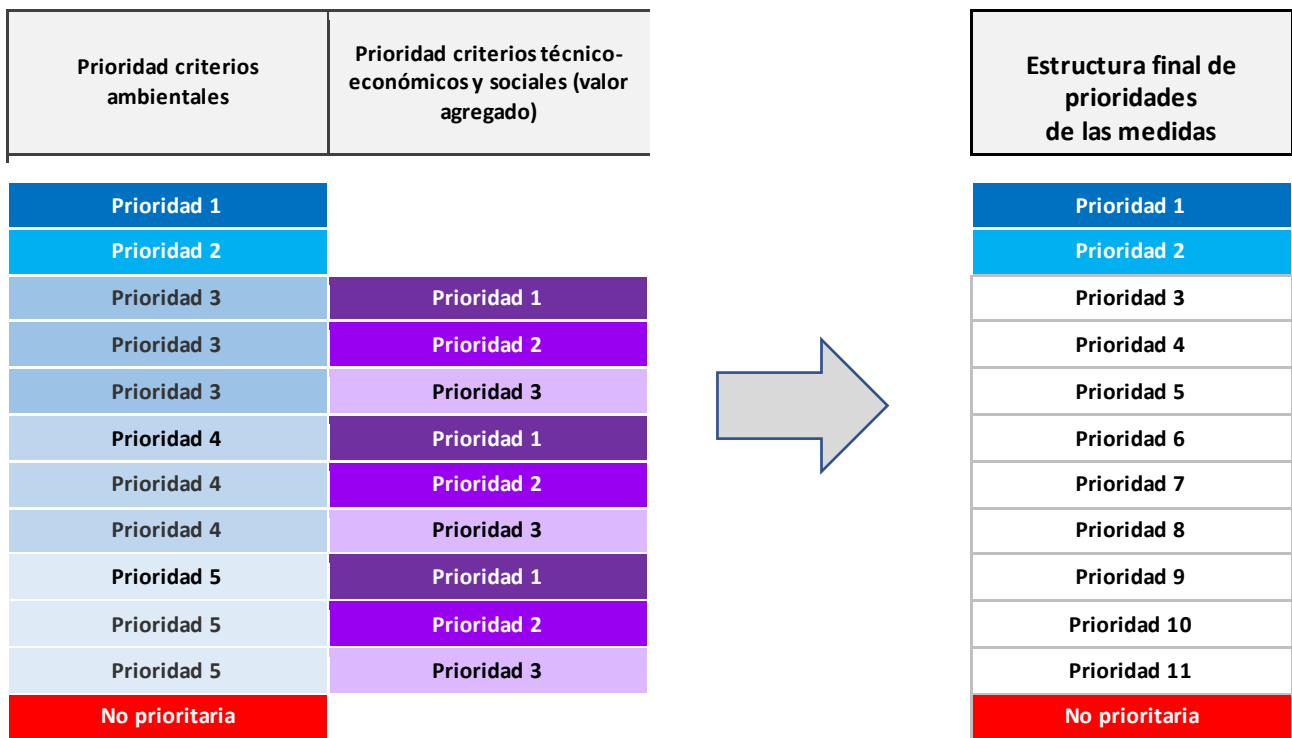 Prioridad criterios
ambientales
Prioridad criterios técnico-
económicos y sociales (valor
agregado)
Estructura final de
prioridades
de las medidas
Prioridad 1
Prioridad 1
Prioridad 2
Prioridad 2
Prioridad 3
Prioridad 1
Prioridad 3
Prioridad 3
Prioridad 2
Prioridad 4
Prioridad 3
Prioridad 3
Prioridad 5
Prioridad 4
Prioridad 1
Prioridad 6
Prioridad 4
Prioridad 2
Prioridad 7
Prioridad 4
Prioridad 3
Prioridad 8
Prioridad 5
Prioridad 1
Prioridad 9
Prioridad 5
Prioridad 2
Prioridad 10
Prioridad 5
Prioridad 3
Prioridad 11
No prioritaria
No prioritaria